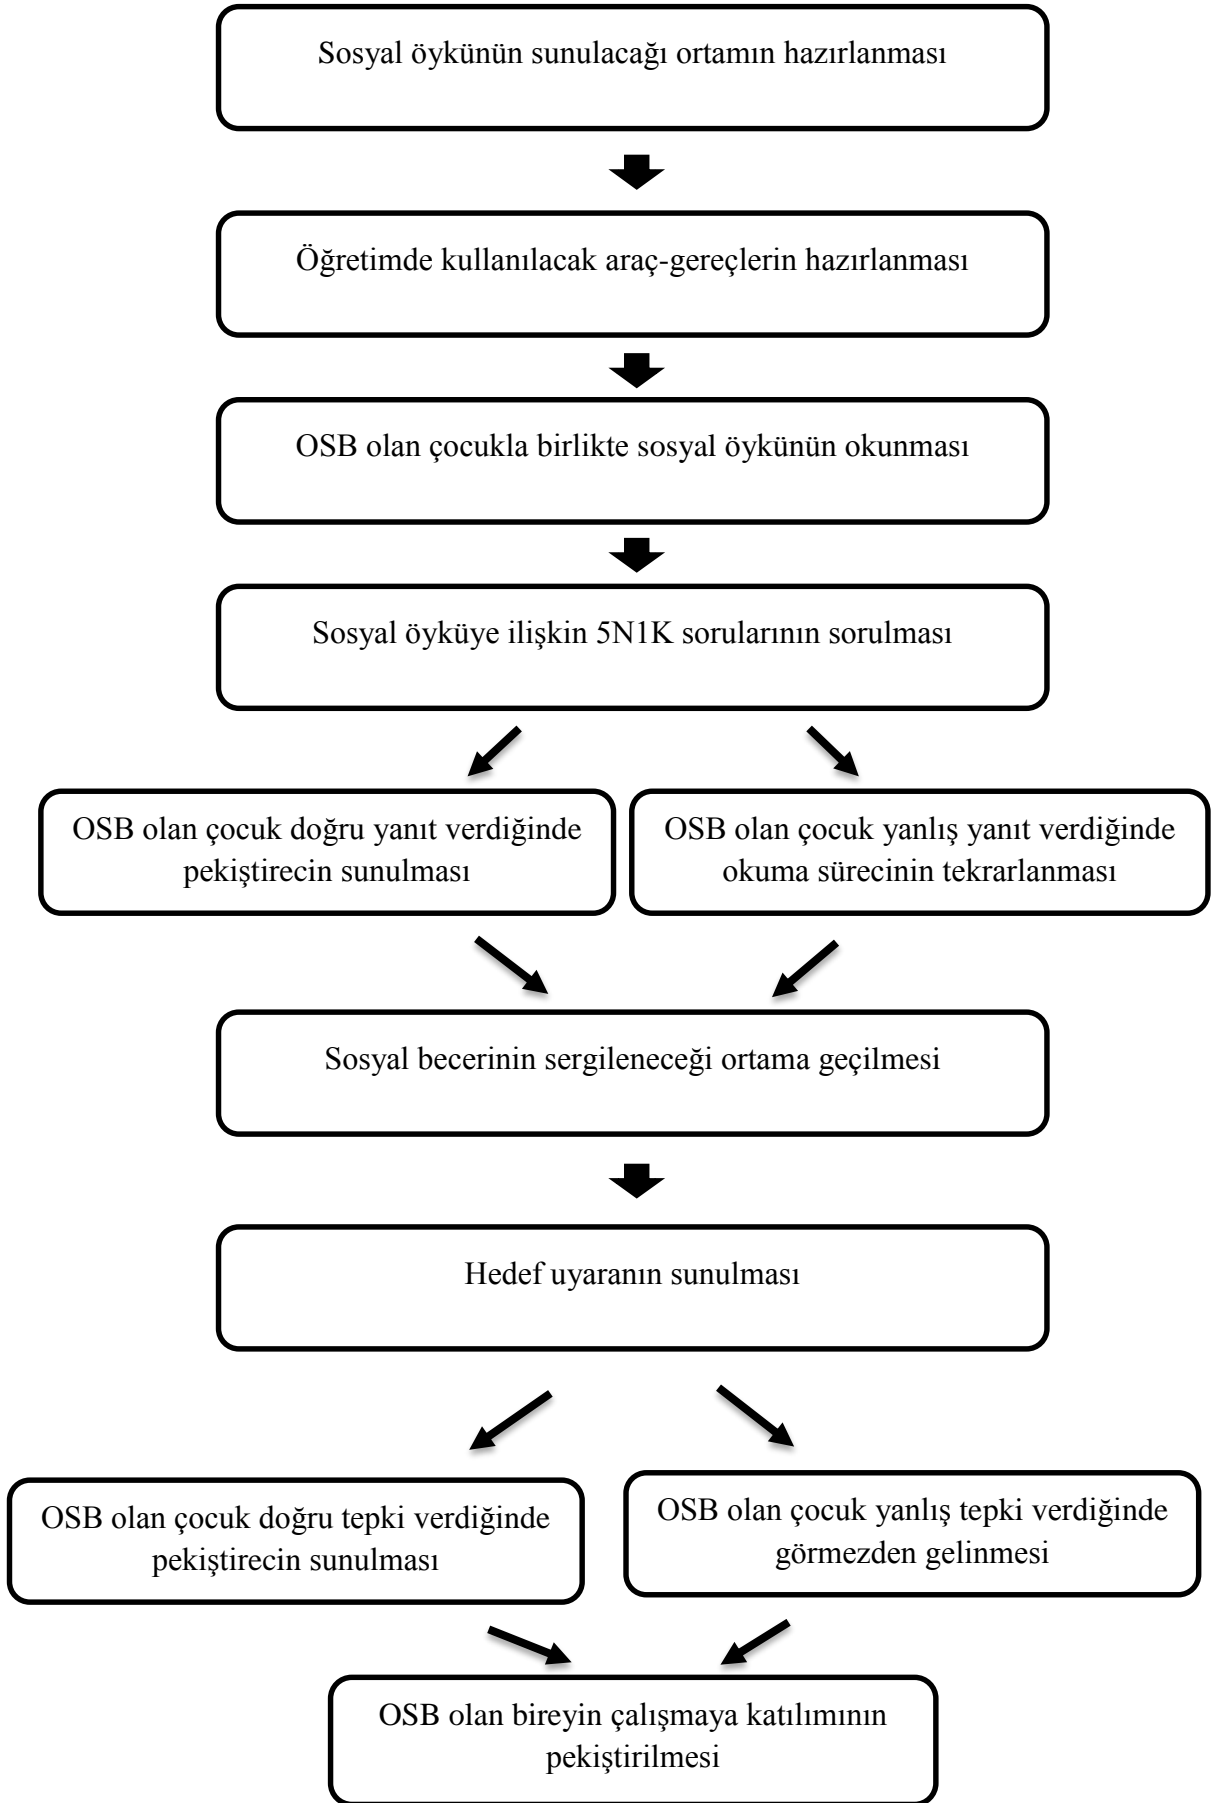 Sosyal öykünün sunulacağı ortamın hazırlanması
Öğretimde kullanılacak araç-gereçlerin hazırlanması
OSB olan çocukla birlikte sosyal öykünün okunması
Sosyal öyküye ilişkin 5N1K sorularının sorulması
OSB olan çocuk doğru yanıt verdiğinde
pekiştirecin sunulması
OSB olan çocuk yanlış yanıt verdiğinde
okuma sürecinin tekrarlanması
Sosyal becerinin sergileneceği ortama geçilmesi
Hedef uyaranın sunulması
OSB olan çocuk doğru tepki verdiğinde
pekiştirecin sunulması
OSB olan çocuk yanlış tepki verdiğinde
görmezden gelinmesi
OSB olan bireyin çalışmaya katılımının
pekiştirilmesi